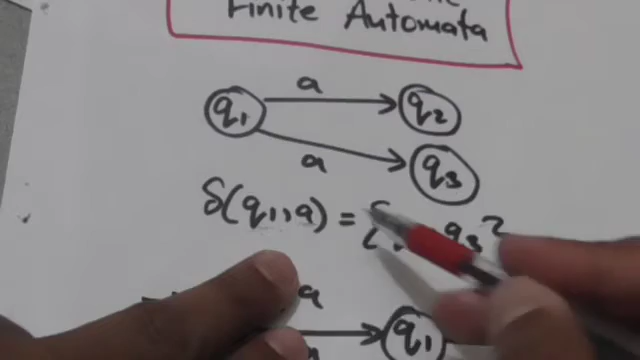 Finite Automata
a
q1 q2
a q3
δ(q1,a) = { q3 }
a
q1